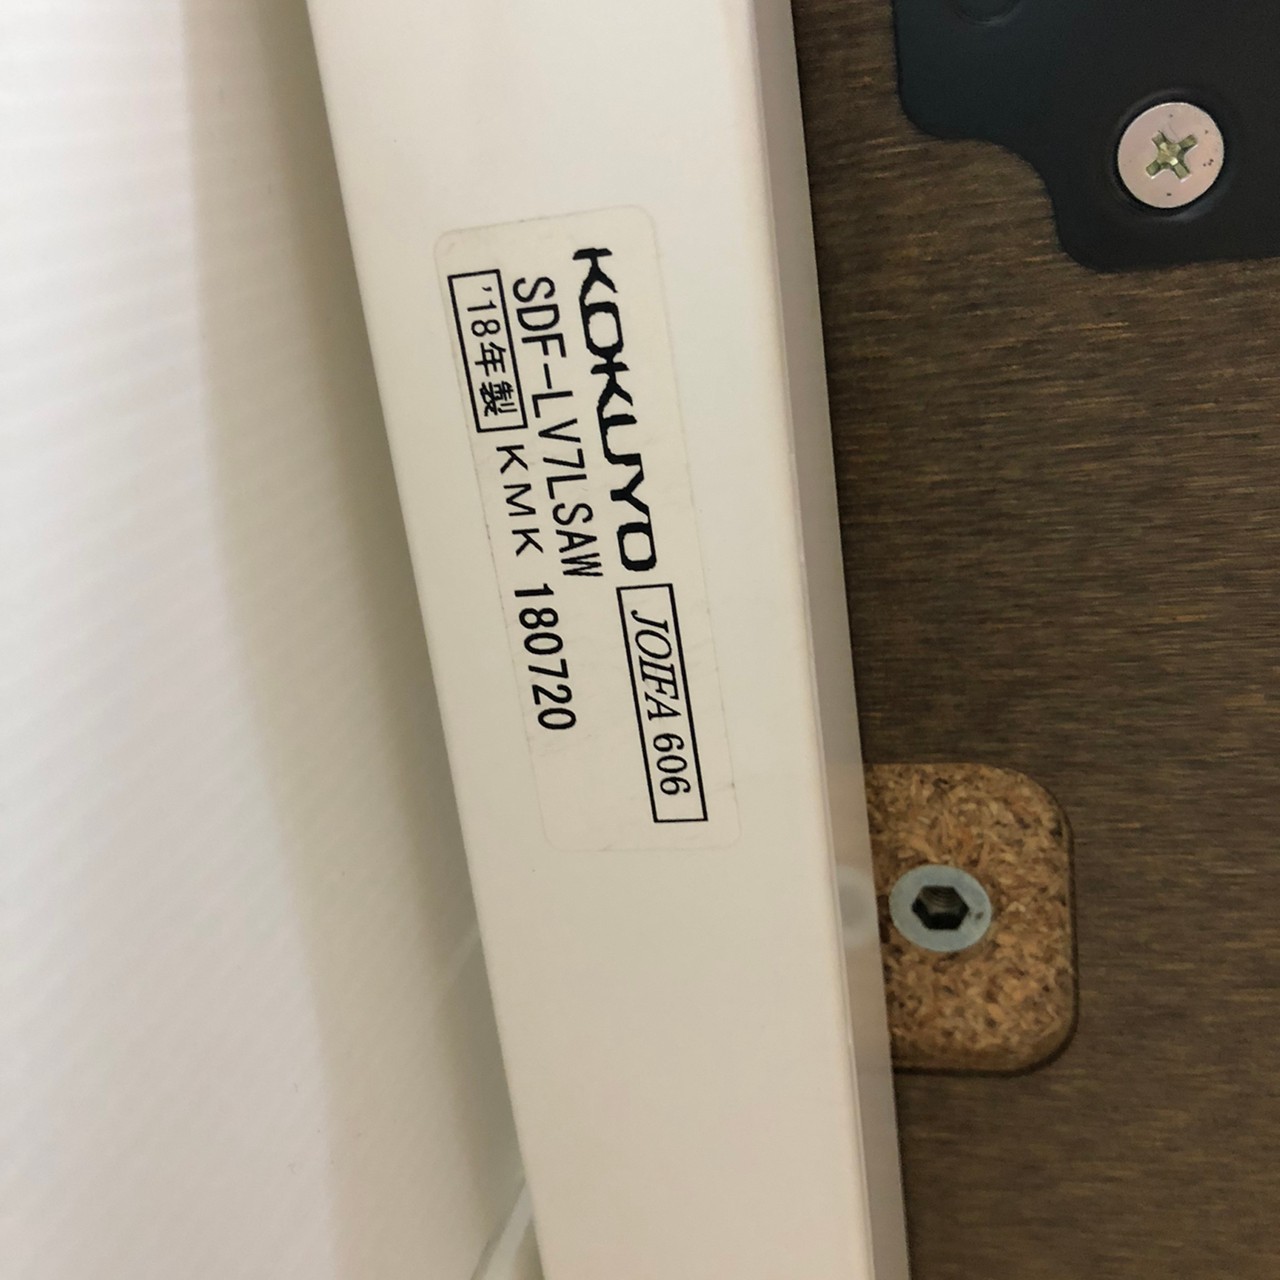 KOKUYO JOIFA 606
SDF-LV7LSAW
'18年製 KMK 180720